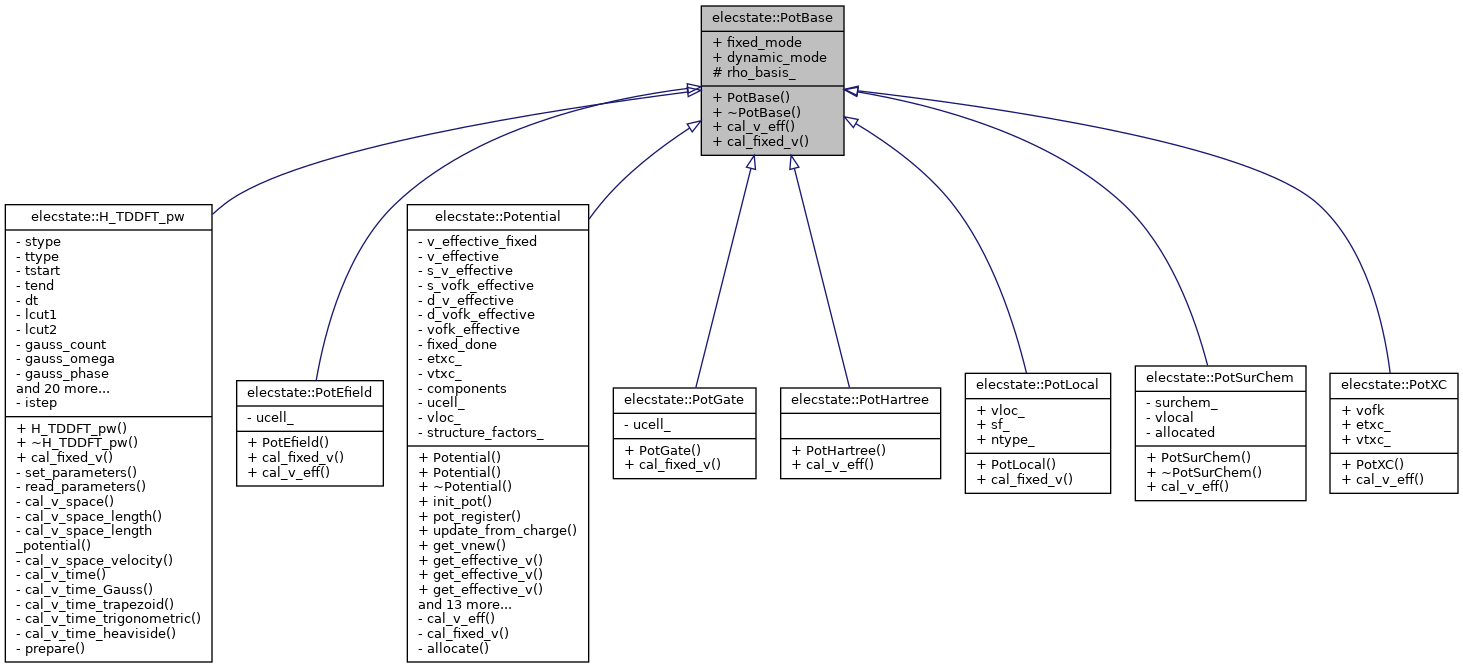 elecstate::PotBase
+ fixed_mode
+ dynamic_mode
# rho_basis_
+ PotBase()
+ ~PotBase()
+ cal_v_eff()
+ cal_fixed_v()
elecstate::H_TDDFT_pw
- stype
- ttype
- tstart
- tend
- dt
- lcut1
- lcut2
- gauss_count
- gauss_omega
- gauss_phase
and 20 more...
- istep
+ H_TDDFT_pw()
+ ~H_TDDFT_pw()
+ cal_fixed_v()
- set_parameters()
- read_parameters()
- cal_v_space()
- cal_v_space_length()
- cal_v_space_length
_potential()
- cal_v_space_velocity()
- cal_v_time()
- cal_v_time_Gauss()
- cal_v_time_trapezoid()
- cal_v_time_trigonometric()
- cal_v_time_heaviside()
- prepare()
elecstate::PotEfield
- ucell_
+ PotEfield()
+ cal_fixed_v()
+ cal_v_eff()
elecstate::Potential
- v_effective_fixed
- v_effective
- s_v_effective
- s_vofk_effective
- d_v_effective
- d_vofk_effective
- vofk_effective
- fixed_done
- etxc_
- vtxc_
- components
- ucell_
- vloc_
- structure_factors_
+ Potential()
+ Potential()
+ ~Potential()
+ init_pot()
+ pot_register()
+ update_from_charge()
+ get_vnew()
+ get_effective_v()
+ get_effective_v()
+ get_effective_v()
and 13 more...
- cal_v_eff()
- cal_fixed_v()
- allocate()
elecstate::PotGate
- ucell_
+ PotGate()
+ cal_fixed_v()
elecstate::PotHartree
+ PotHartree()
+ cal_v_eff()
elecstate::PotLocal
+ vloc_
+ sf_
+ ntype_
+ PotLocal()
+ cal_fixed_v()
elecstate::PotSurChem
- surchem_
- vlocal
- allocated
+ PotSurChem()
+ ~PotSurChem()
+ cal_v_eff()
elecstate::PotXC
+ vofk
+ etxc_
+ vtxc_
+ PotXC()
+ cal_v_eff()